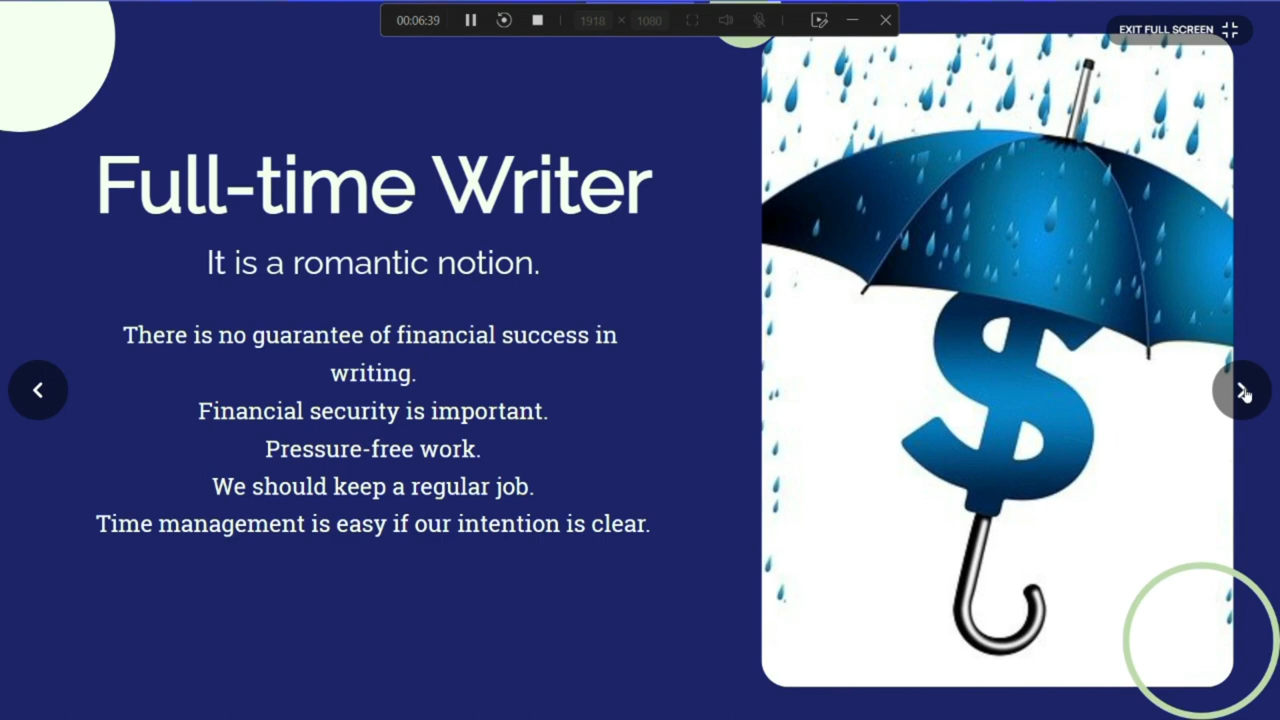 00:06:39
1918 × 1080
EXIT FULL SCREEN
Full-time Writer
It is a romantic notion.
There is no guarantee of financial success in
writing.
Financial security is important.
Pressure-free work.
We should keep a regular job.
Time management is easy if our intention is clear.
$